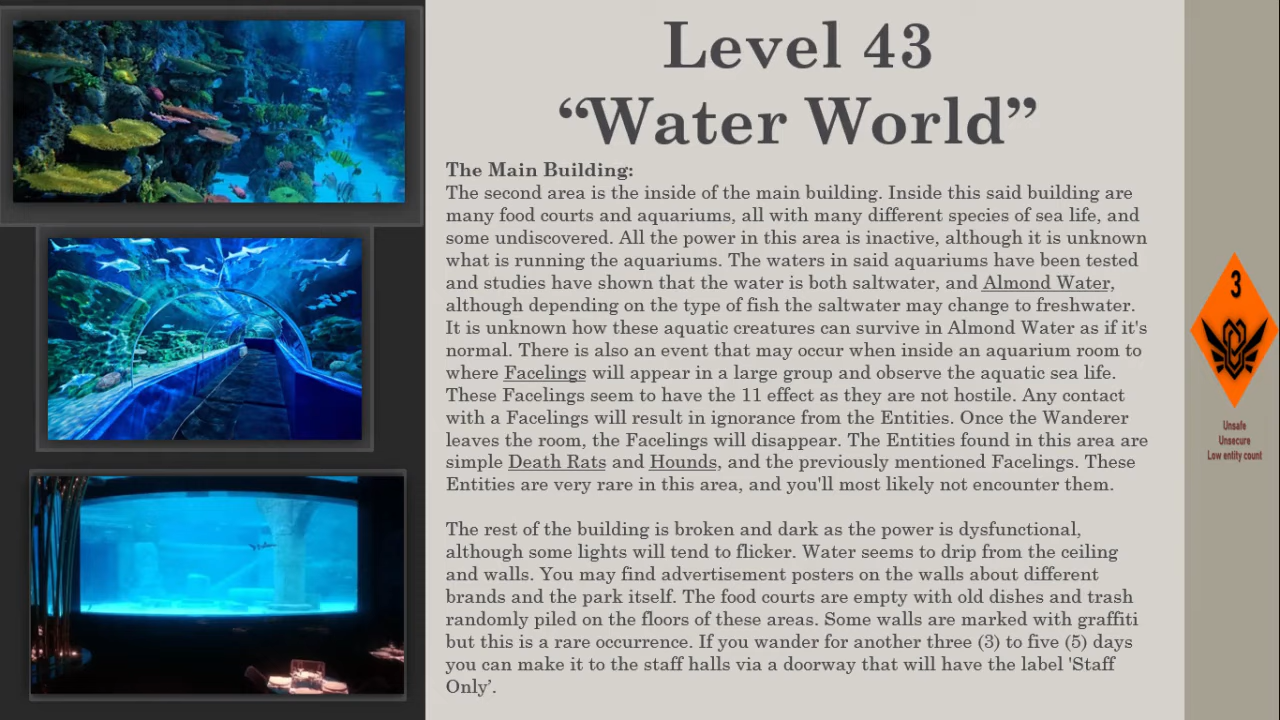 Level 43
“Water World”
The Main Building:
The second area is the inside of the main building. Inside this said building are
many food courts and aquariums, all with many different species of sea life, and
some undiscovered. All the power in this area is inactive, although it is unknown
what is running the aquariums. The waters in said aquariums have been tested
and studies have shown that the water is both saltwater, and Almond Water,
although depending on the type of fish the saltwater may change to freshwater.
It is unknown how these aquatic creatures can survive in Almond Water as if it's
normal. There is also an event that may occur when inside an aquarium room to
where Facelings will appear in a large group and observe the aquatic sea life.
These Facelings seem to have the 11 effect as they are not hostile. Any contact
with a Facelings will result in ignorance from the Entities. Once the Wanderer
leaves the room, the Facelings will disappear. The Entities found in this area are
simple Death Rats and Hounds, and the previously mentioned Facelings. These
Entities are very rare in this area, and you'll most likely not encounter them.
The rest of the building is broken and dark as the power is dysfunctional,
although some lights will tend to flicker. Water seems to drip from the ceiling
and walls. You may find advertisement posters on the walls about different
brands and the park itself. The food courts are empty with old dishes and trash
randomly piled on the floors of these areas. Some walls are marked with graffiti
but this is a rare occurrence. If you wander for another three (3) to five (5) days
you can make it to the staff halls via a doorway that will have the label 'Staff
Only’.
3
Unsafe
Unsecure
Low entity count